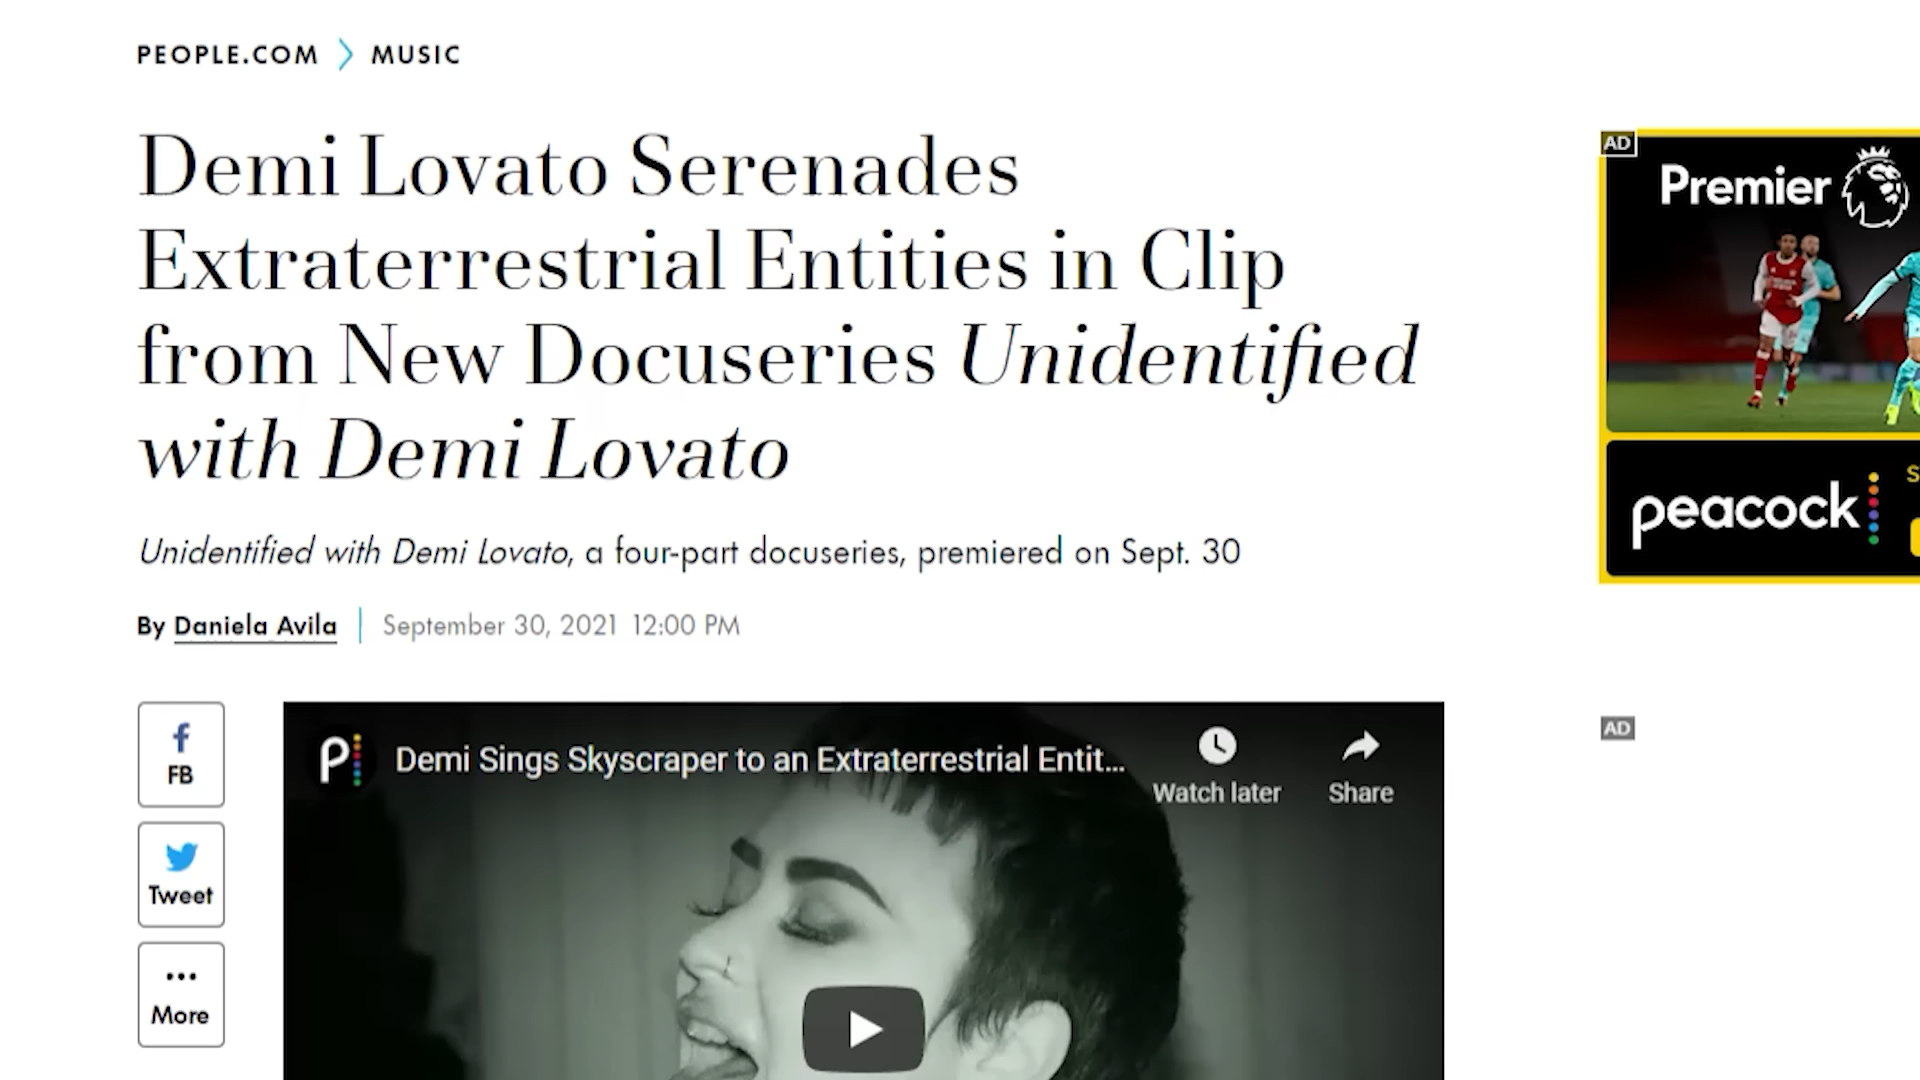 PEOPLE.COM > MUSIC
Demi Lovato Serenades
Extraterrestrial Entities in Clip
from New Docuseries Unidentified
with Demi Lovato
Unidentified with Demi Lovato, a four-part docuseries, premiered on Sept. 30
By Daniela Avila | September 30, 2021 12:00 PM
FB
Tweet
More
Demi Sings Skyscraper to an Extraterrestrial Entit...
Watch later
Share
AD
Premier
peacock
AD